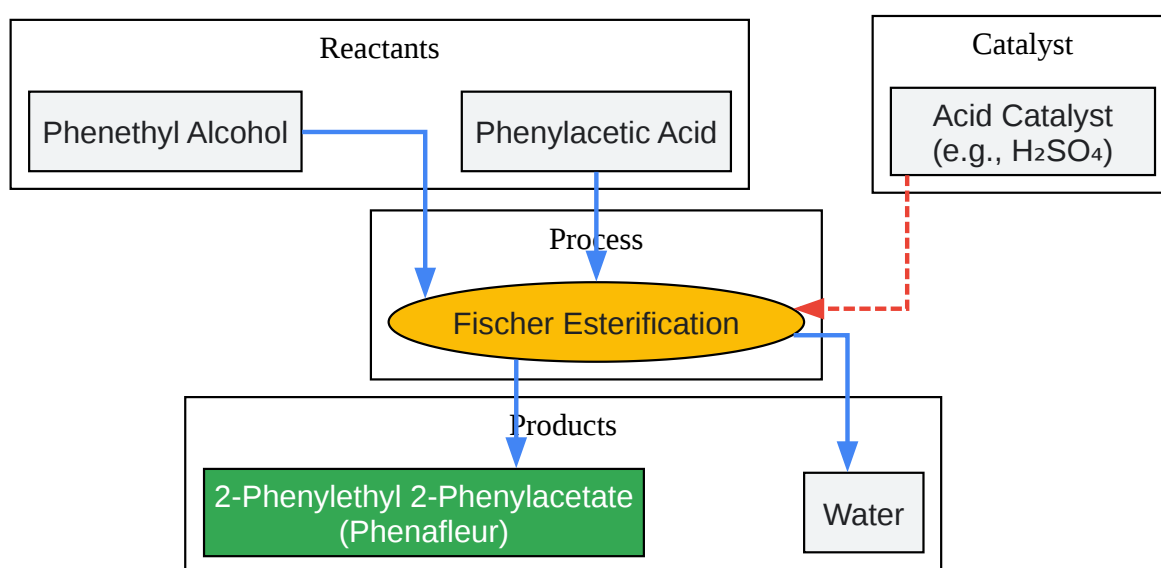 Reactants
Catalyst
Phenethyl Alcohol
Phenylacetic Acid
Acid Catalyst
(e.g., H₂SO₄)
Process
Fischer Esterification
Products
2-Phenylethyl 2-Phenylacetate
(Phenafleur)
Water